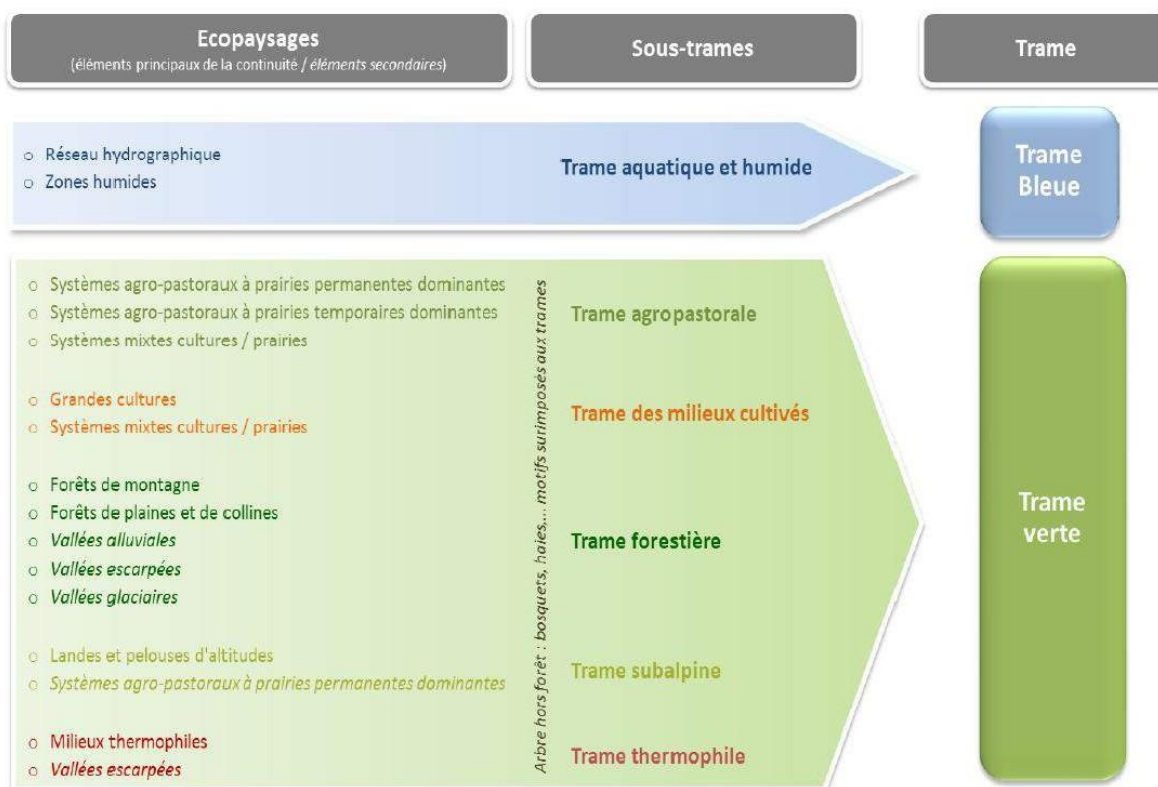 Ecopaysages
(éléments principaux de la continuité / éléments secondaires)
Sous-trames
Trame
Réseau hydrographique
Zones humides
Trame aquatique et humide
Trame
Bleue
Systèmes agro-pastoraux à prairies permanentes dominantes
Systèmes agro-pastoraux à prairies temporaires dominantes
Systèmes mixtes cultures / prairies
Trame agropastorale
Grandes cultures
Systèmes mixtes cultures / prairies
Trame des milieux cultivés
Forêts de montagne
Forêts de plaines et de collines
Vallées alluviales
Vallées escarpées
Vallées glaciaires
Trame forestière
Landes et pelouses d'altitudes
Systèmes agro-pastoraux à prairies permanentes dominantes
Trame subalpine
Milieux thermophiles
Vallées escarpées
Trame thermophile
Arbre hors forêt : bosquets, haies,... motifs surimposés aux trames
Trame
verte